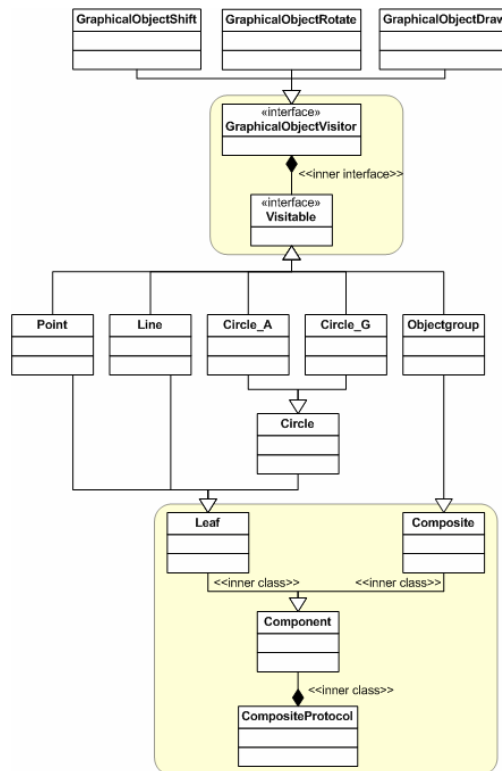 GraphicalObjectShift
GraphicalObjectRotate
GraphicalObjectDraw
«interface»
GraphicalObjectVisitor
<<inner interface>>
«interface»
Visitable
Point
Line
Circle_A
Circle_G
Objectgroup
Circle
Leaf
Composite
<<inner class>>
<<inner class>>
Component
<<inner class>>
CompositeProtocol